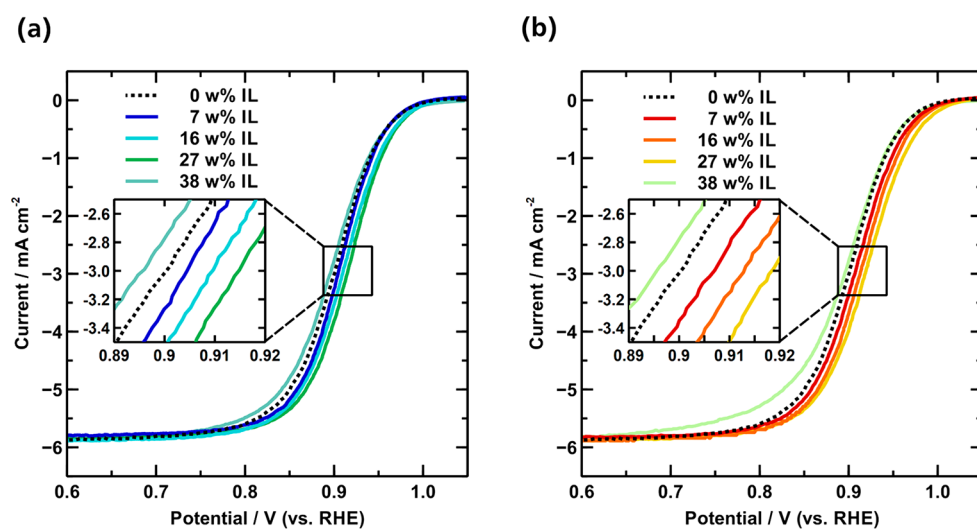 (a)
0 w% IL
7 w% IL
16 w% IL
27 w% IL
38 w% IL
0
−1
−2
−3
−4
−5
−6
-2.6
-2.8
-3.0
-3.2
-3.4
0.89
0.9
0.91
0.92
0.6
0.7
0.8
0.9
1.0
Current / mA cm-2
Potential / V (vs. RHE)
(b)
0 w% IL
7 w% IL
16 w% IL
27 w% IL
38 w% IL
0
−1
−2
−3
−4
−5
−6
-2.6
-2.8
-3.0
-3.2
-3.4
0.89
0.9
0.91
0.92
0.6
0.7
0.8
0.9
1.0
Current / mA cm-2
Potential / V (vs. RHE)